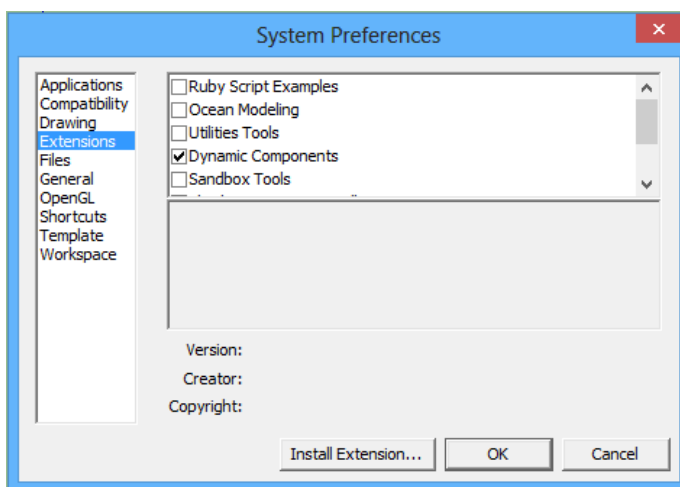 System Preferences
Applications
Compatibility
Drawing
Extensions
Files
General
OpenGL
Shortcuts
Template
Workspace
Ruby Script Examples
Ocean Modeling
Utilities Tools
Dynamic Components
Sandbox Tools
Version:
Creator:
Copyright:
Install Extension...
OK
Cancel